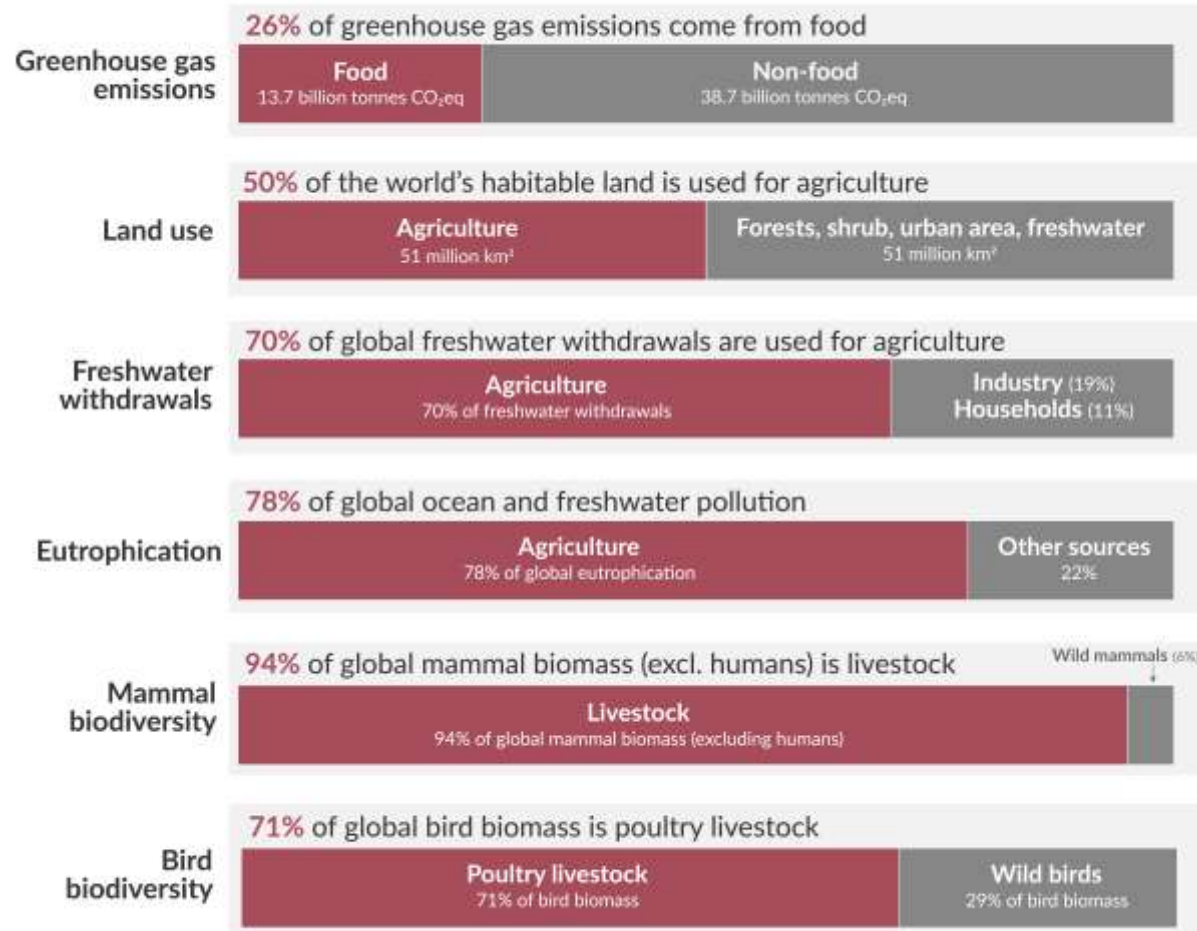 26% of greenhouse gas emissions come from food
Greenhouse gas
emissions
Food
13.7 billion tonnes CO₂eq
Non-food
38.7 billion tonnes CO₂eq
50% of the world's habitable land is used for agriculture
Land use
Agriculture
51 million km²
Forests, shrub, urban area, freshwater
51 million km²
70% of global freshwater withdrawals are used for agriculture
Freshwater
withdrawals
Agriculture
70% of freshwater withdrawals
Industry (19%)
Households (11%)
78% of global ocean and freshwater pollution
Eutrophication
Agriculture
78% of global eutrophication
Other sources
22%
94% of global mammal biomass (excl. humans) is livestock
Wild mammals (6%)
Mammal
biodiversity
Livestock
94% of global mammal biomass (excluding humans)
71% of global bird biomass is poultry livestock
Bird
biodiversity
Poultry livestock
71% of bird biomass
Wild birds
29% of bird biomass